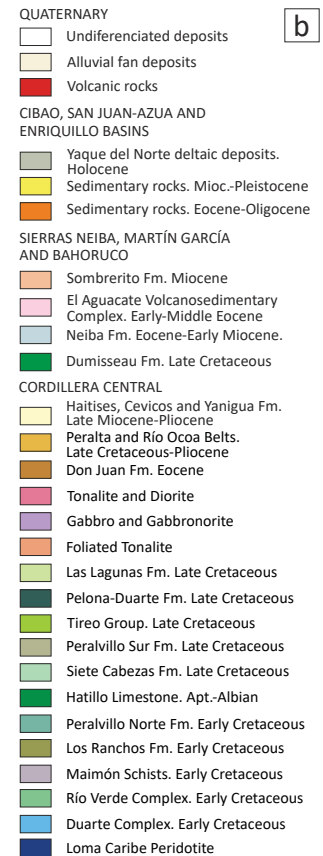 QUATERNARY
b
Undiferenciated deposits
Alluvial fan deposits
Volcanic rocks
CIBAO, SAN JUAN-AZUA AND
ENRIQUILLO BASINS
Yaque del Norte deltaic deposits.
Holocene
Sedimentary rocks. Mioc.-Pleistocene
Sedimentary rocks. Eocene-Oligocene
SIERRAS NEIBA, MARTÍN GARCÍA
AND BAHORUCO
Sombrerito Fm. Miocene
El Aguacate Volcanosedimentary
Complex. Early-Middle Eocene
Neiba Fm. Eocene-Early Miocene.
Dumisseau Fm. Late Cretaceous
CORDILLERA CENTRAL
Haitises, Cevicos and Yanigua Fm.
Late Miocene-Pliocene
Peralta and Río Ocoa Belts.
Late Cretaceous-Pliocene
Don Juan Fm. Eocene
Tonalite and Diorite
Gabbro and Gabbronorite
Foliated Tonalite
Las Lagunas Fm. Late Cretaceous
Pelona-Duarte Fm. Late Cretaceous
Tireo Group. Late Cretaceous
Peralvillo Sur Fm. Late Cretaceous
Siete Cabezas Fm. Late Cretaceous
Hatillo Limestone. Apt.-Albian
Peralvillo Norte Fm. Early Cretaceous
Los Ranchos Fm. Early Cretaceous
Maimón Schists. Early Cretaceous
Río Verde Complex. Early Cretaceous
Duarte Complex. Early Cretaceous
Loma Caribe Peridotite